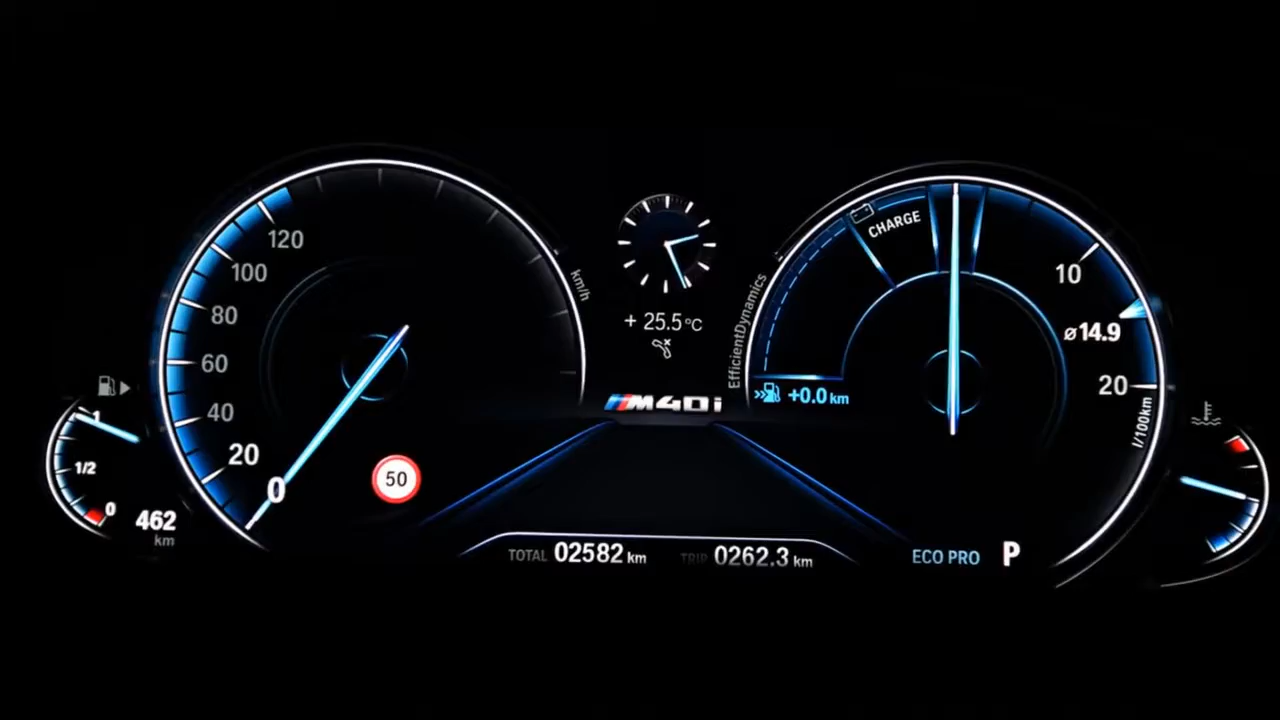 120
100
80
60
40
20
0
km/h
50
1
1/2
0
462
km
+ 25.5°C
M40i
EfficientDynamics
CHARGE
+0.0 km
10
ø14.9
20
l/100km
TOTAL 02582 km
TRIP 0262.3 km
ECO PRO P